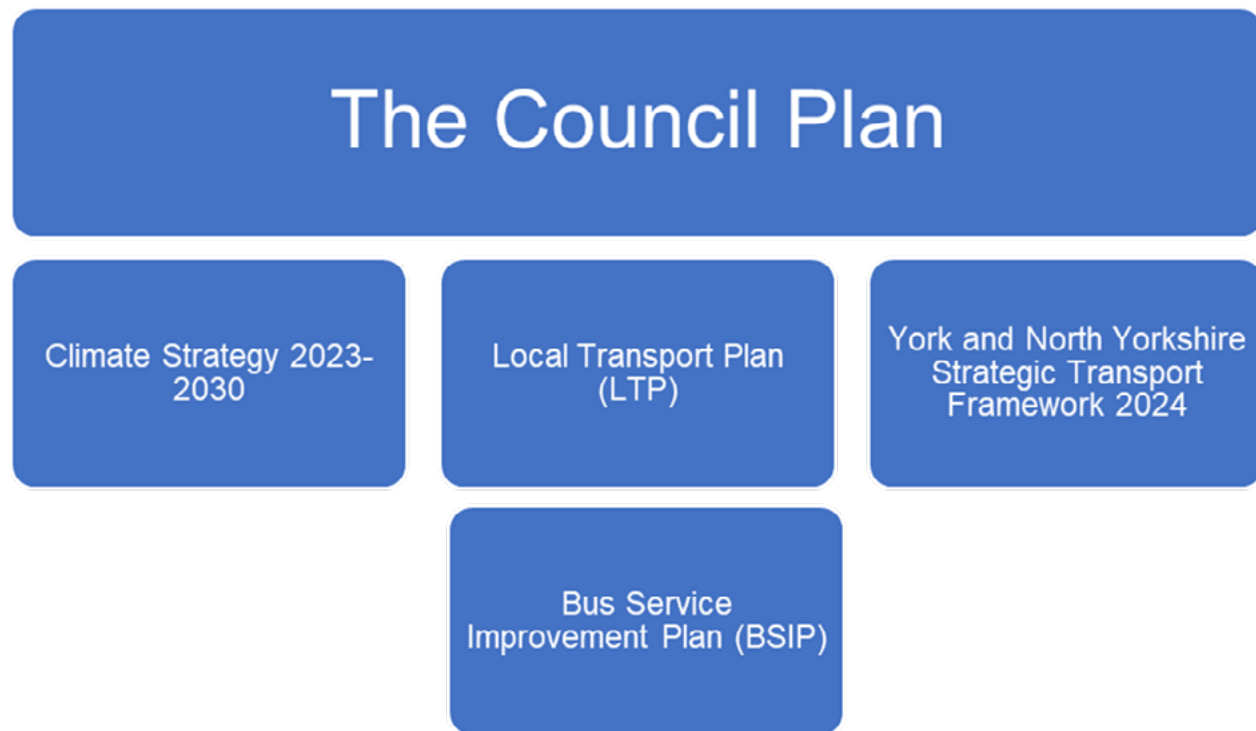 The Council Plan
Climate Strategy 2023-
2030
Local Transport Plan
(LTP)
York and North Yorkshire
Strategic Transport
Framework 2024
Bus Service
Improvement Plan (BSIP)